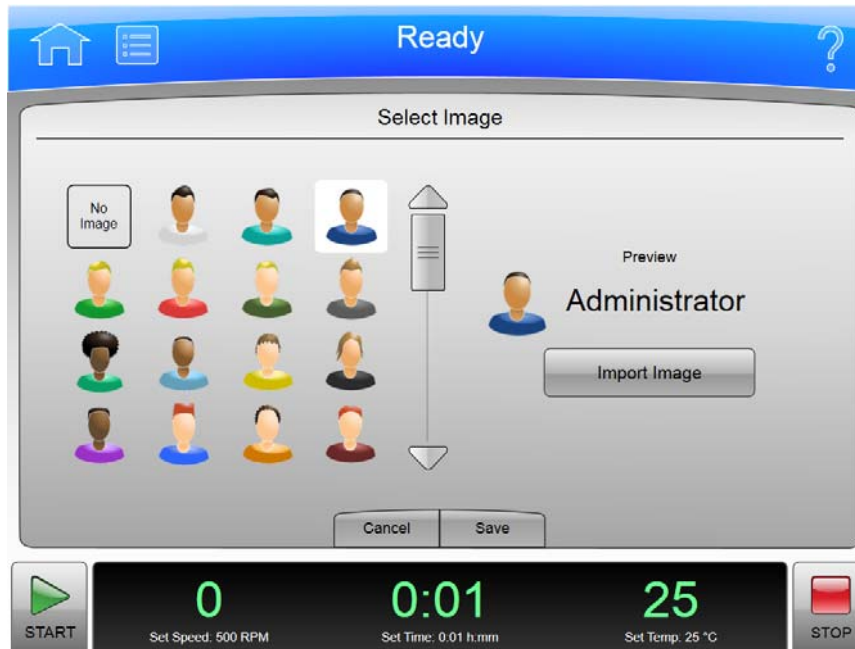 Ready
?
Select Image
No
Image
Preview
Administrator
Import Image
Cancel
Save
START
0
Set Speed: 500 RPM
0:01
Set Time: 0:01 h:mm
25
Set Temp: 25 °C
STOP